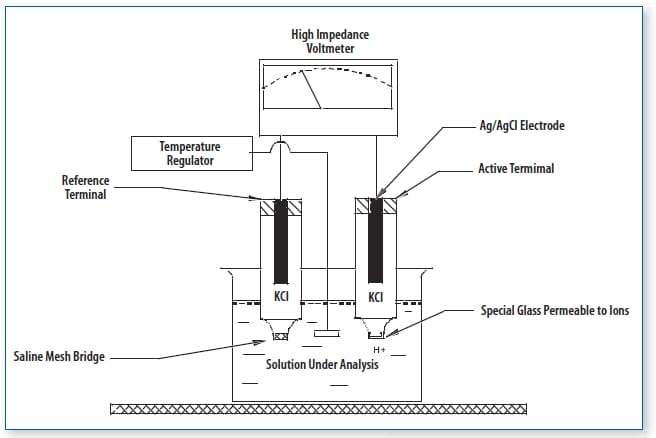 High Impedance
Voltmeter
Ag/AgCl Electrode
Temperature
Regulator
Active Termimal
Reference
Terminal
KCl
KCl
Special Glass Permeable to Ions
H+
Saline Mesh Bridge
Solution Under Analysis